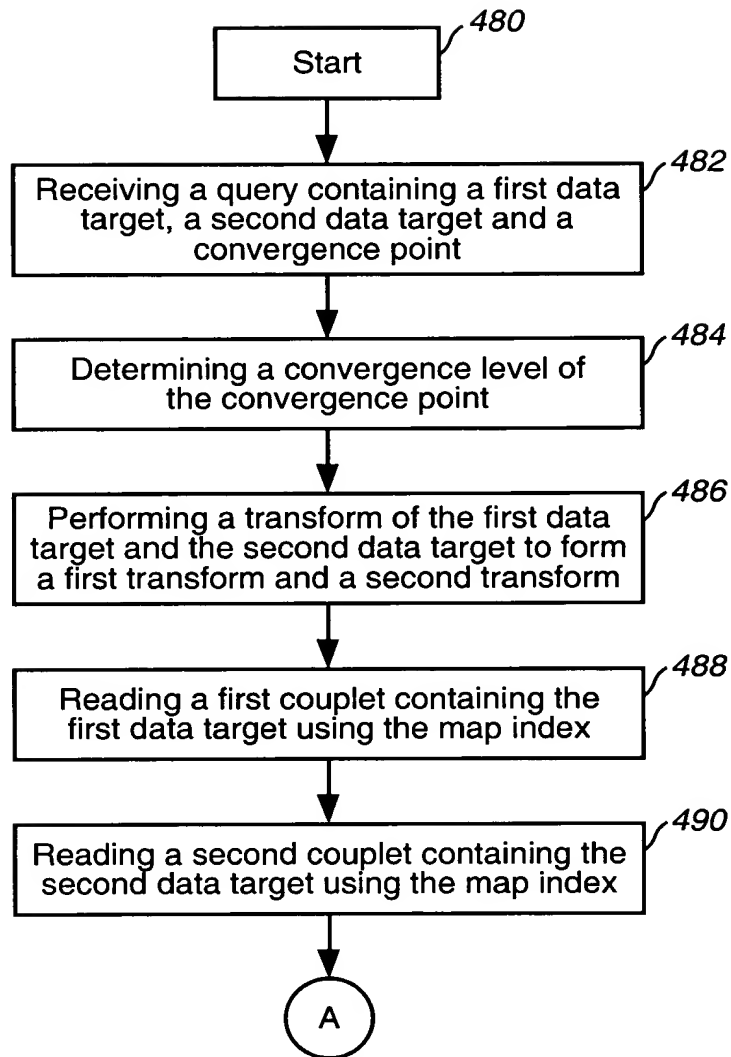 480
Start
482
Receiving a query containing a first data
target, a second data target and a
convergence point
484
Determining a convergence level of
the convergence point
486
Performing a transform of the first data
target and the second data target to form
a first transform and a second transform
488
Reading a first couplet containing the
first data target using the map index
490
Reading a second couplet containing the
second data target using the map index
A